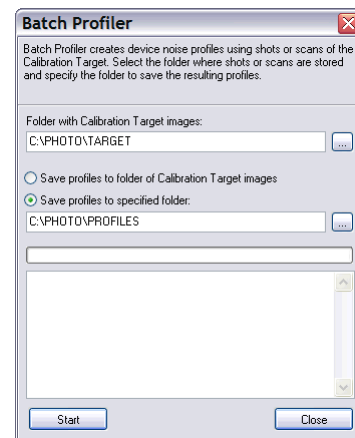 Batch Profiler
Batch Profiler creates device noise profiles using shots or scans of the
Calibration Target. Select the folder where shots or scans are stored
and specify the folder to save the resulting profiles.
Folder with Calibration Target images:
C:\PHOTO\TARGET
...
Save profiles to folder of Calibration Target images
Save profiles to specified folder:
C:\PHOTO\PROFILES
...
Start Close